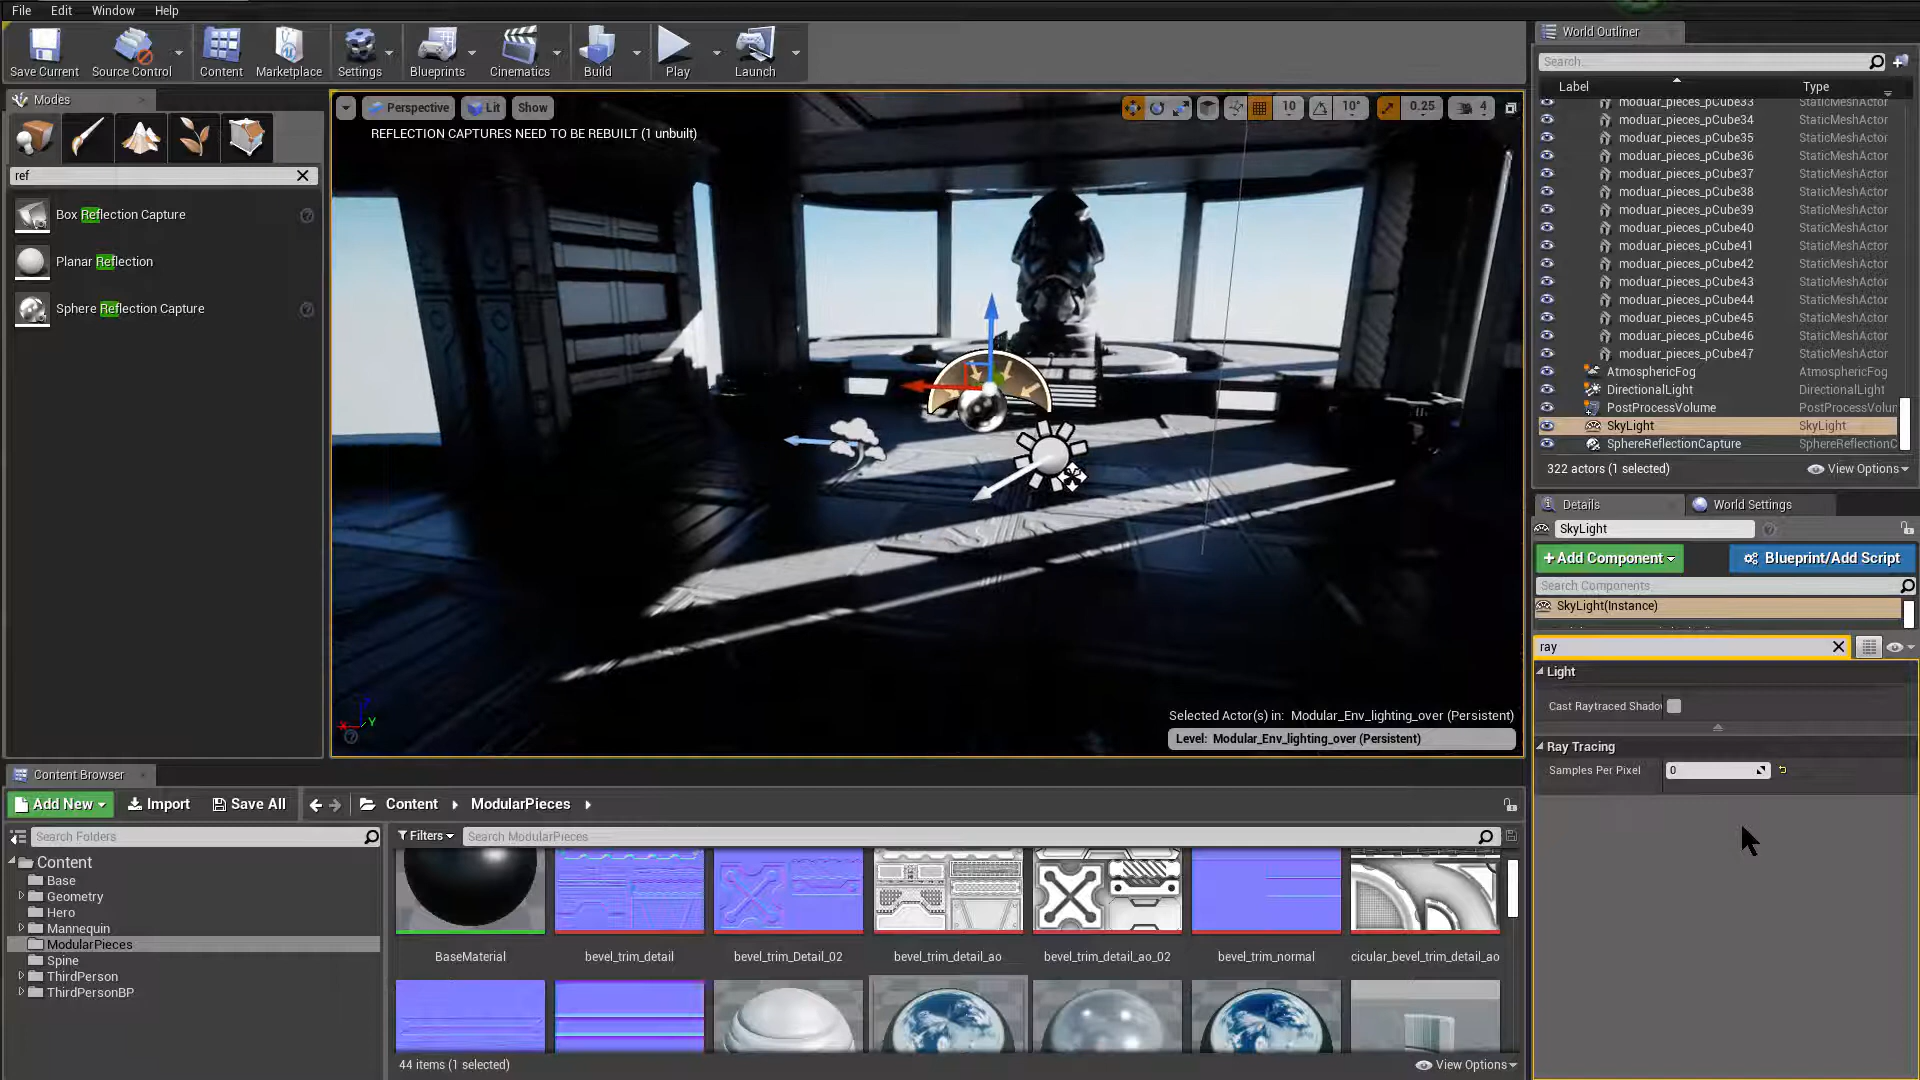 File Edit Window Help
Save Current Source Control Content Marketplace Settings Blueprints Cinematics Build Play Launch
Modes
ref
Box Reflection Capture
Planar Reflection
Sphere Reflection Capture
Perspective Lit Show
10 10° 0.25 4
REFLECTION CAPTURES NEED TO BE REBUILT (1 unbuilt)
Selected Actor(s) in: Modular_Env_lighting_over (Persistent)
Level: Modular_Env_lighting_over (Persistent)
X Y
World Outliner
Search...
Label Type
moduar_pieces_pCube33 StaticMeshActor
moduar_pieces_pCube34 StaticMeshActor
moduar_pieces_pCube35 StaticMeshActor
moduar_pieces_pCube36 StaticMeshActor
moduar_pieces_pCube37 StaticMeshActor
moduar_pieces_pCube38 StaticMeshActor
moduar_pieces_pCube39 StaticMeshActor
moduar_pieces_pCube40 StaticMeshActor
moduar_pieces_pCube41 StaticMeshActor
moduar_pieces_pCube42 StaticMeshActor
moduar_pieces_pCube43 StaticMeshActor
moduar_pieces_pCube44 StaticMeshActor
moduar_pieces_pCube45 StaticMeshActor
moduar_pieces_pCube46 StaticMeshActor
moduar_pieces_pCube47 StaticMeshActor
AtmosphericFog AtmosphericFog
DirectionalLight DirectionalLight
PostProcessVolume PostProcessVolun
SkyLight SkyLight
SphereReflectionCapture SphereReflectionC
322 actors (1 selected) View Options
Details World Settings
SkyLight
+Add Component Blueprint/Add Script
Search Components
SkyLight(Instance)
ray
Light
Cast Raytraced Shado
Ray Tracing
Samples Per Pixel 0
Content Browser
Add New Import Save All Content ModularPieces
Search Folders
Content
Base
Geometry
Hero
Mannequin
ModularPieces
Spine
ThirdPerson
ThirdPersonBP
Filters Search ModularPieces
BaseMaterial bevel_trim_detail bevel_trim_Detail_02 bevel_trim_detail_ao bevel_trim_detail_ao_02 bevel_trim_normal cicular_bevel_trim_detail_ao
44 items (1 selected) View Options